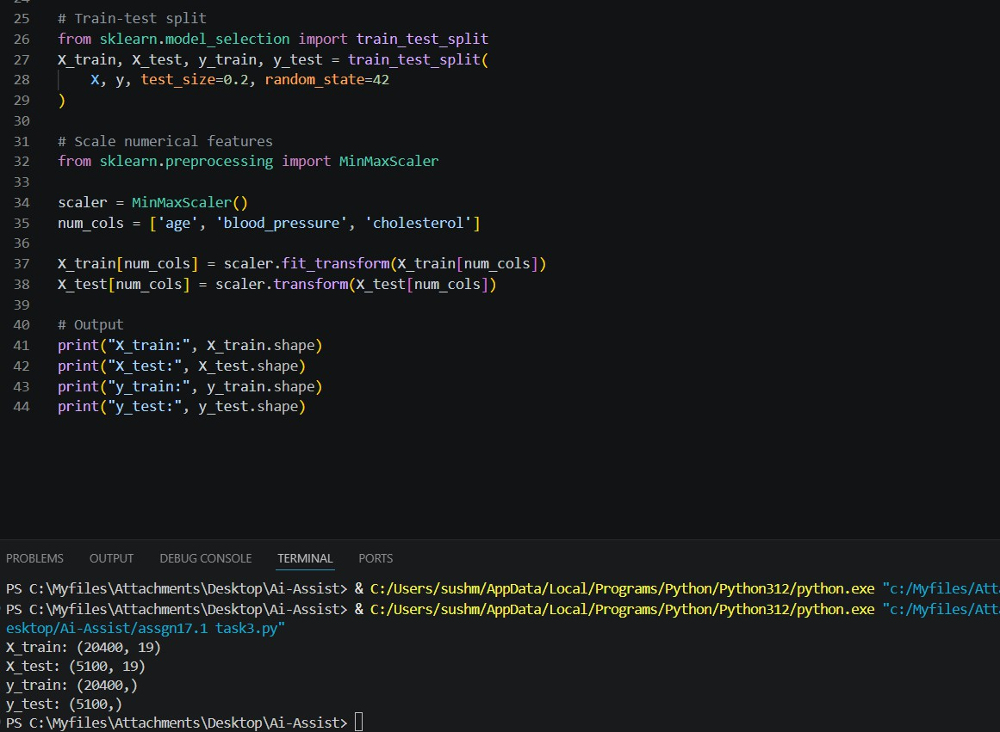 25 # Train-test split
26 from sklearn.model_selection import train_test_split
27 X_train, X_test, y_train, y_test = train_test_split(
28     X, y, test_size=0.2, random_state=42
29 )
30
31 # Scale numerical features
32 from sklearn.preprocessing import MinMaxScaler
33
34 scaler = MinMaxScaler()
35 num_cols = ['age', 'blood_pressure', 'cholesterol']
36
37 X_train[num_cols] = scaler.fit_transform(X_train[num_cols])
38 X_test[num_cols] = scaler.transform(X_test[num_cols])
39
40 # Output
41 print("X_train:", X_train.shape)
42 print("X_test:", X_test.shape)
43 print("y_train:", y_train.shape)
44 print("y_test:", y_test.shape)
PROBLEMS OUTPUT DEBUG CONSOLE TERMINAL PORTS
PS C:\Myfiles\Attachments\Desktop\Ai-Assist> & C:/Users/sushm/AppData/Local/Programs/Python/Python312/python.exe "c:/Myfiles/Att
PS C:\Myfiles\Attachments\Desktop\Ai-Assist> & C:/Users/sushm/AppData/Local/Programs/Python/Python312/python.exe "c:/Myfiles/Att
esktop/Ai-Assist/assgn17.1 task3.py"
X_train: (20400, 19)
X_test: (5100, 19)
y_train: (20400,)
y_test: (5100,)
PS C:\Myfiles\Attachments\Desktop\Ai-Assist>